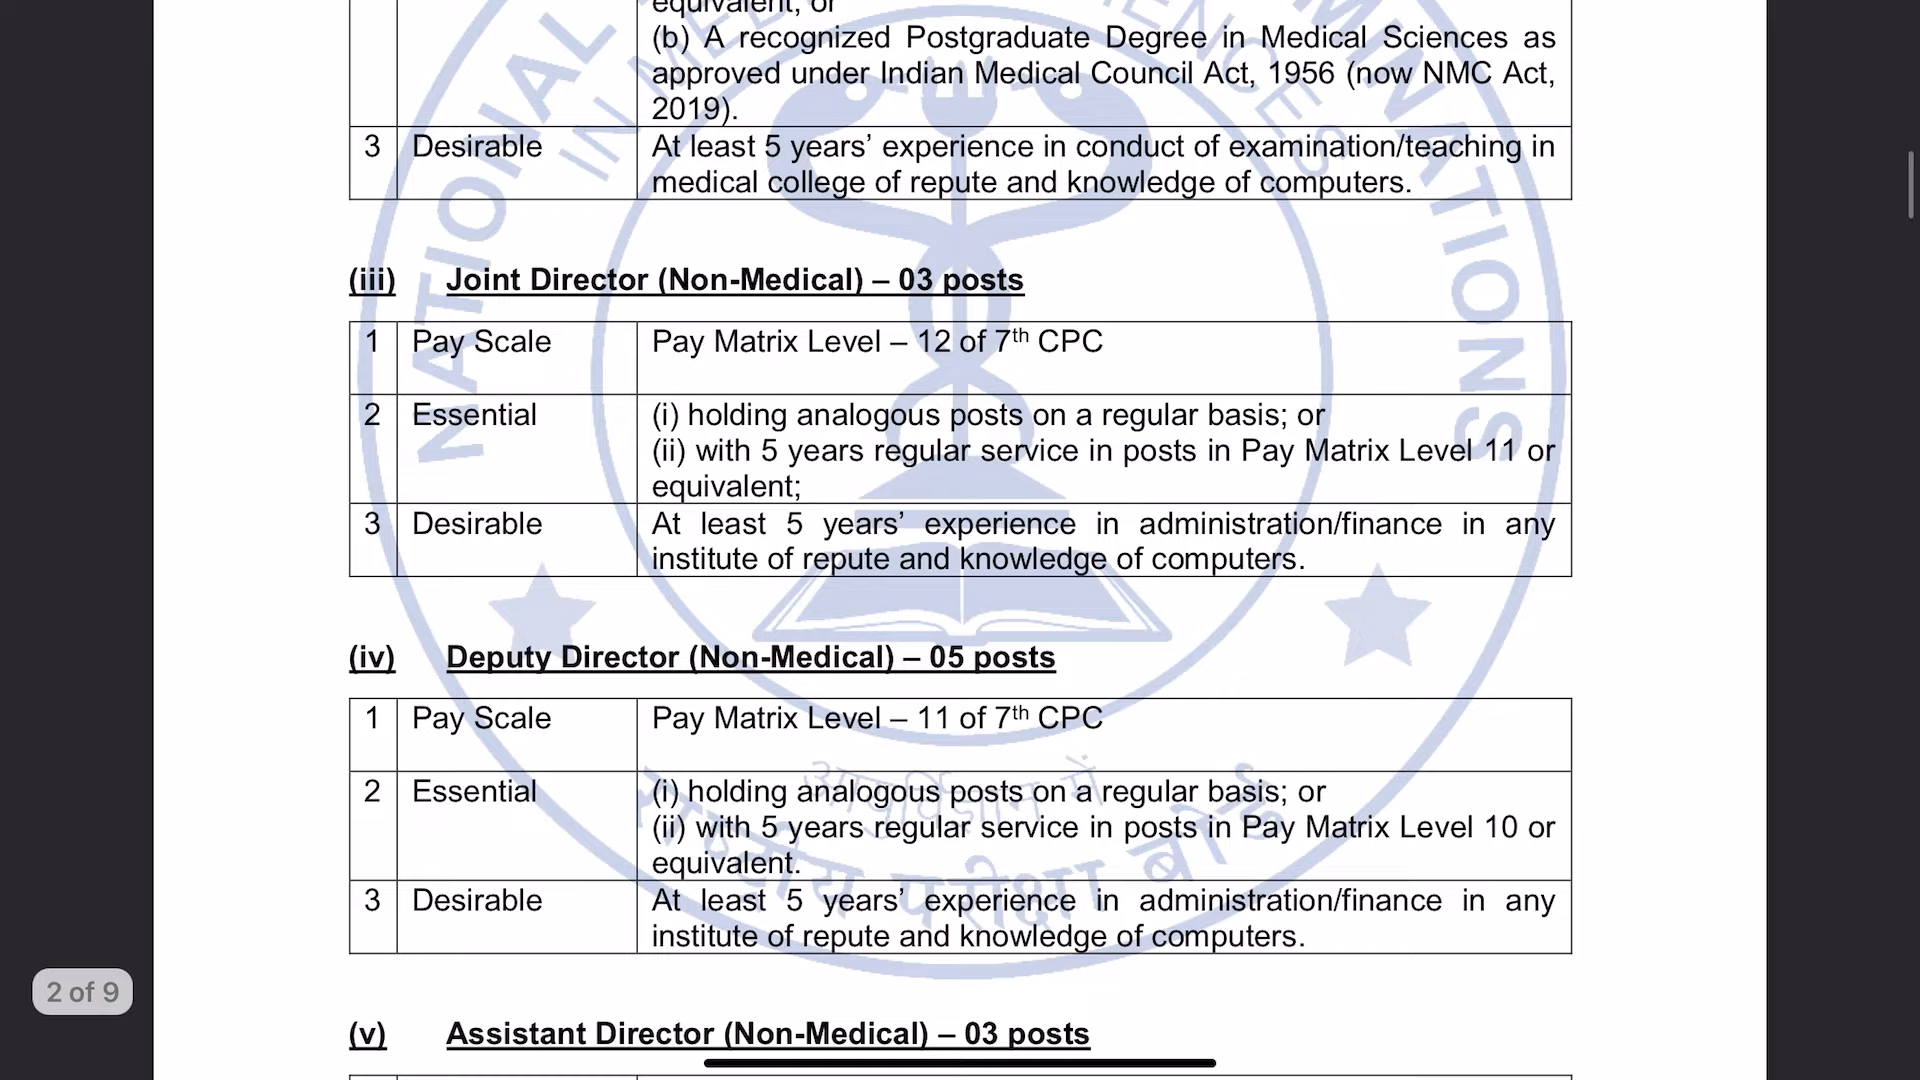 equivalent; or
(b) A recognized Postgraduate Degree in Medical Sciences as
approved under Indian Medical Council Act, 1956 (now NMC Act,
2019).
3 Desirable At least 5 years’ experience in conduct of examination/teaching in
medical college of repute and knowledge of computers.
(iii) Joint Director (Non-Medical) – 03 posts
1 Pay Scale Pay Matrix Level – 12 of 7th CPC
2 Essential (i) holding analogous posts on a regular basis; or
(ii) with 5 years regular service in posts in Pay Matrix Level 11 or
equivalent;
3 Desirable At least 5 years’ experience in administration/finance in any
institute of repute and knowledge of computers.
(iv) Deputy Director (Non-Medical) – 05 posts
1 Pay Scale Pay Matrix Level – 11 of 7th CPC
2 Essential (i) holding analogous posts on a regular basis; or
(ii) with 5 years regular service in posts in Pay Matrix Level 10 or
equivalent.
3 Desirable At least 5 years’ experience in administration/finance in any
institute of repute and knowledge of computers.
2 of 9
(v) Assistant Director (Non-Medical) – 03 posts
NATIONAL
IN